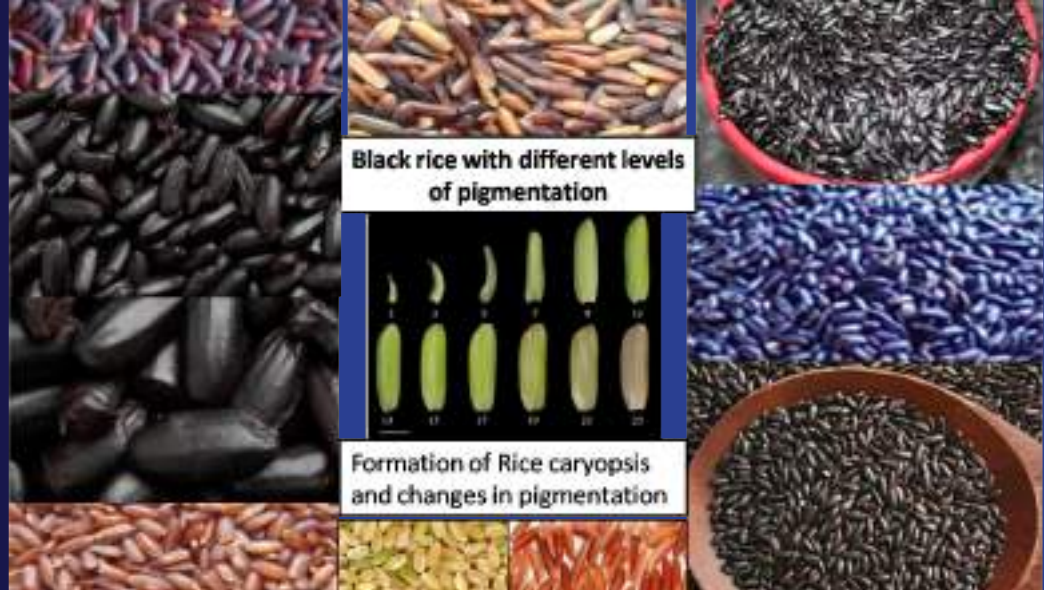 Black rice with different levels
of pigmentation
Formation of Rice caryopsis
and changes in pigmentation